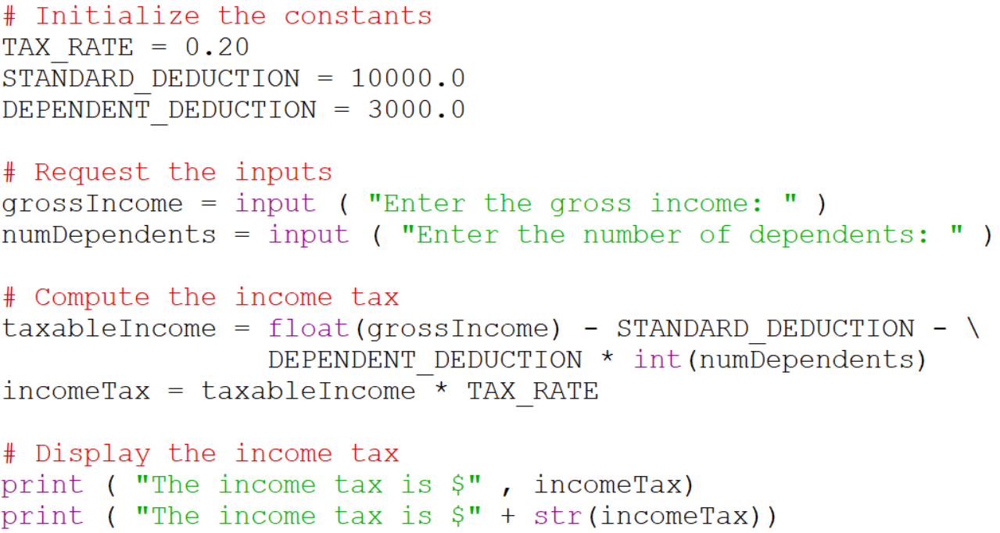 # Initialize the constants
TAX_RATE = 0.20
STANDARD_DEDUCTION = 10000.0
DEPENDENT_DEDUCTION = 3000.0
# Request the inputs
grossIncome = input ( "Enter the gross income: " )
numDependents = input ( "Enter the number of dependents: " )
# Compute the income tax
taxableIncome = float(grossIncome) - STANDARD_DEDUCTION - \
DEPENDENT_DEDUCTION * int(numDependents)
incomeTax = taxableIncome * TAX_RATE
# Display the income tax
print ( "The income tax is $" , incomeTax)
print ( "The income tax is $" + str(incomeTax))